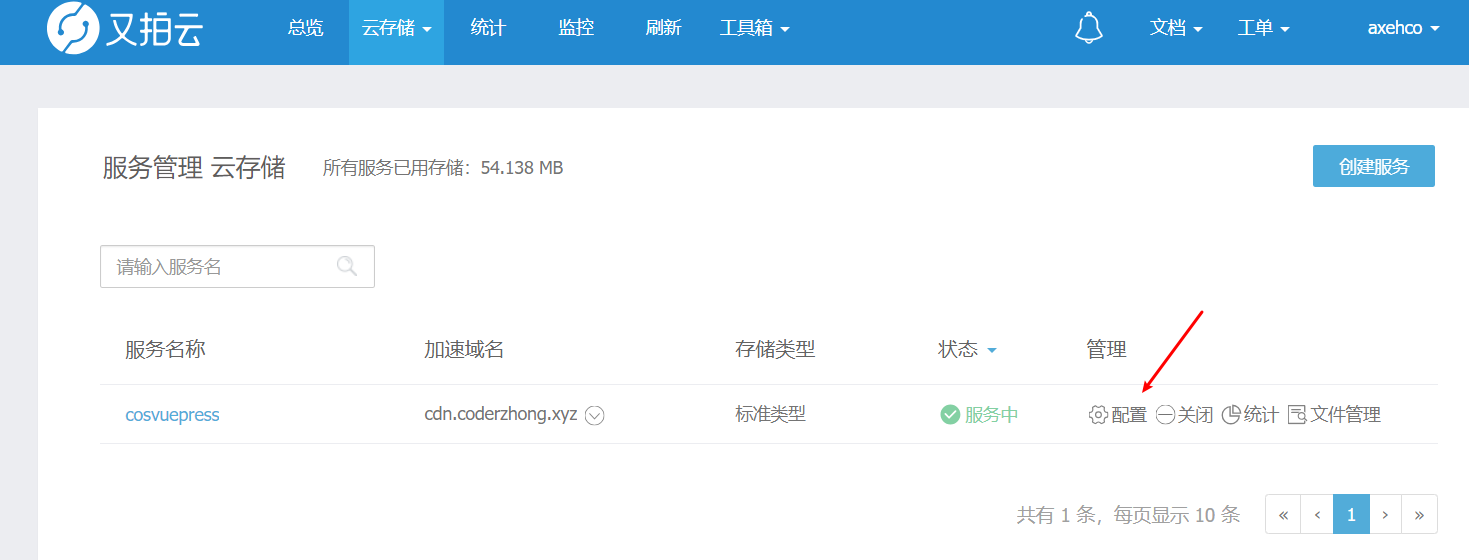 又拍云 总览 云存储 统计 监控 刷新 工具箱 文档 工单 axehco
服务管理 云存储 所有服务已用存储：54.138 MB 创建服务
请输入服务名
服务名称 加速域名 存储类型 状态 管理
cosvuepress cdn.coderzhong.xyz 标准类型 服务中 配置 关闭 统计 文件管理
共有 1 条，每页显示 10 条 « ‹ 1 › »